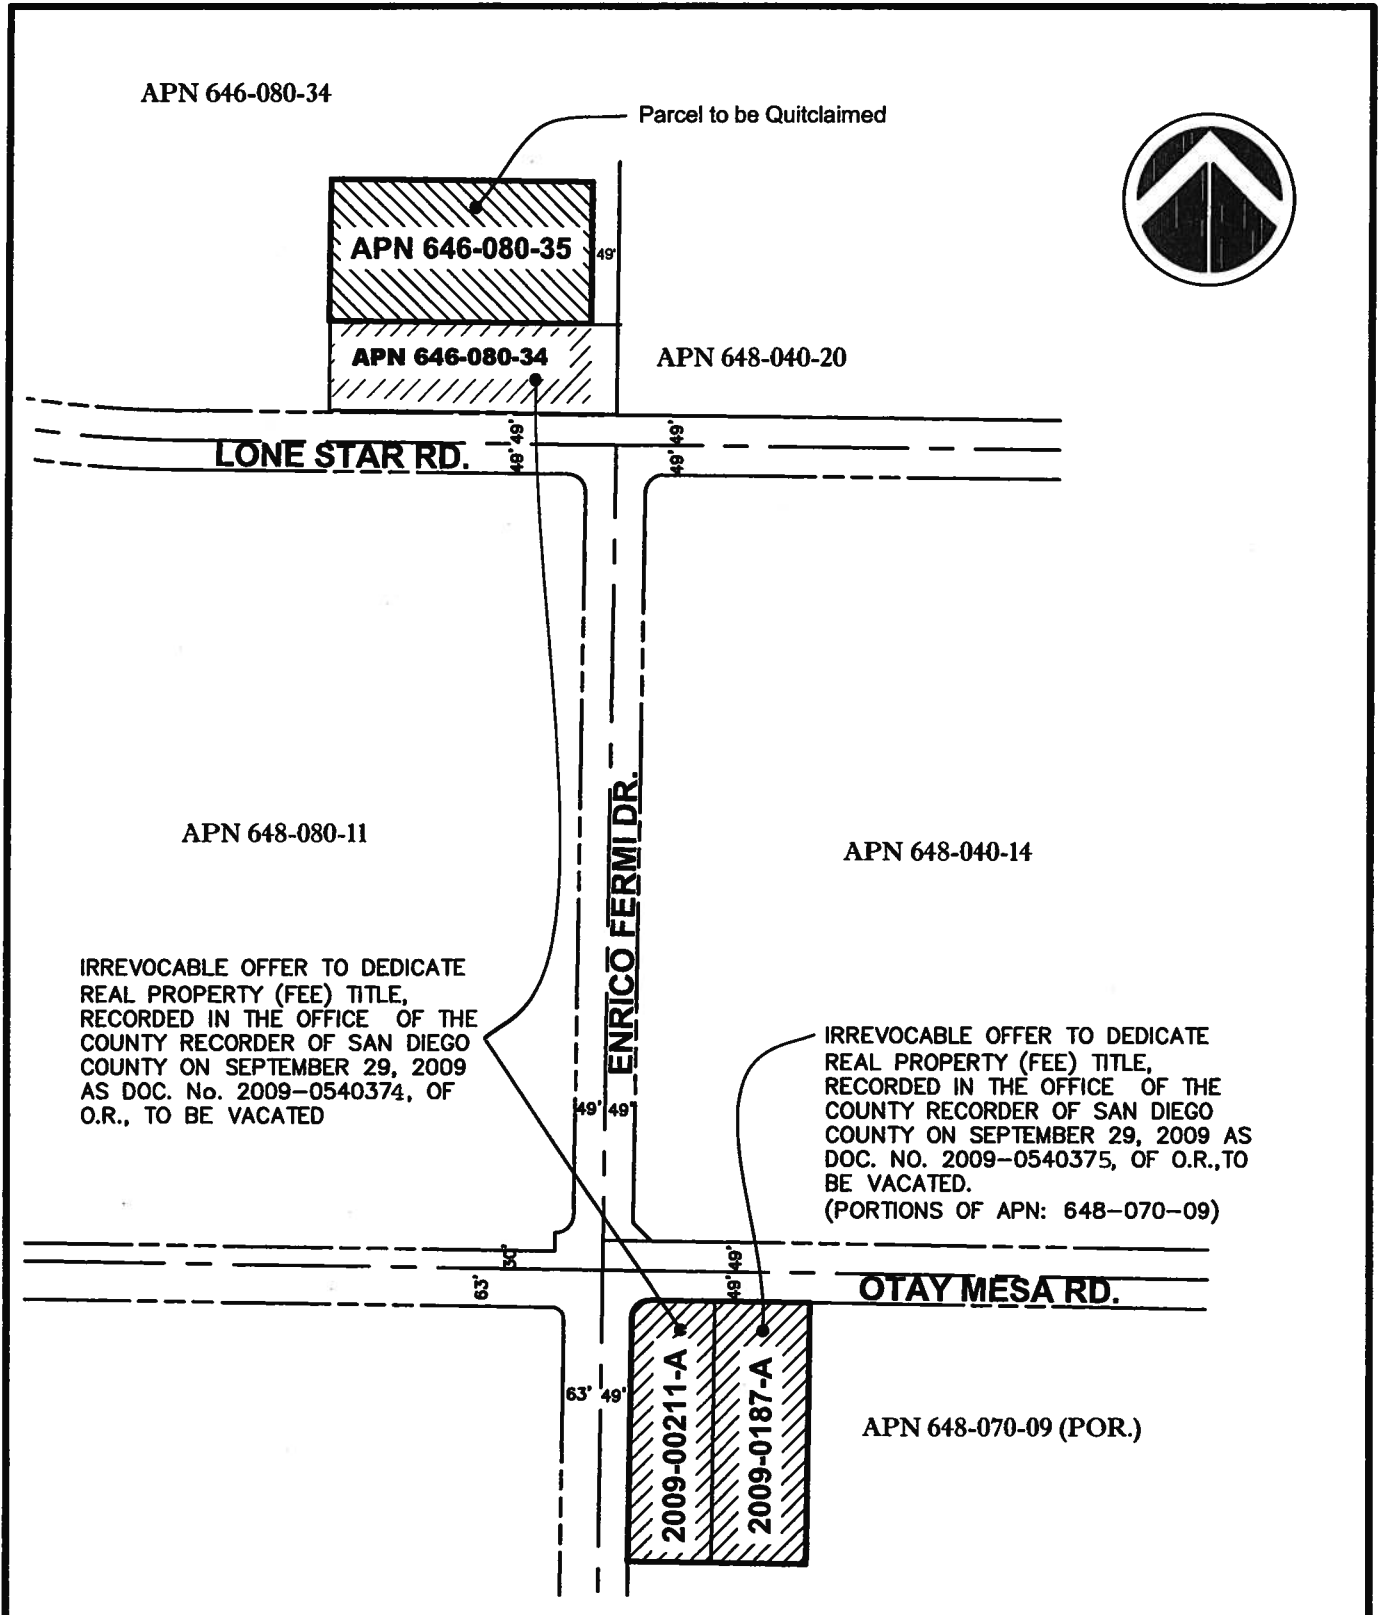 APN 646-080-34
Parcel to be Quitclaimed
APN 646-080-35
49'
APN 646-080-34
APN 648-040-20
LONE STAR RD.
49'
49'
49'
49'
ENRICO FERMI DR.
APN 648-080-11
APN 648-040-14
IRREVOCABLE OFFER TO DEDICATE
REAL PROPERTY (FEE) TITLE,
RECORDED IN THE OFFICE OF THE
COUNTY RECORDER OF SAN DIEGO
COUNTY ON SEPTEMBER 29, 2009
AS DOC. No. 2009-0540374, OF
O.R., TO BE VACATED
IRREVOCABLE OFFER TO DEDICATE
REAL PROPERTY (FEE) TITLE,
RECORDED IN THE OFFICE OF THE
COUNTY RECORDER OF SAN DIEGO
COUNTY ON SEPTEMBER 29, 2009 AS
DOC. NO. 2009-0540375, OF O.R.,TO
BE VACATED.
(PORTIONS OF APN: 648-070-09)
49' 49'
30'
63'
49'
49'
OTAY MESA RD.
63' 49'
2009-00211-A
2009-0187-A
APN 648-070-09 (POR.)